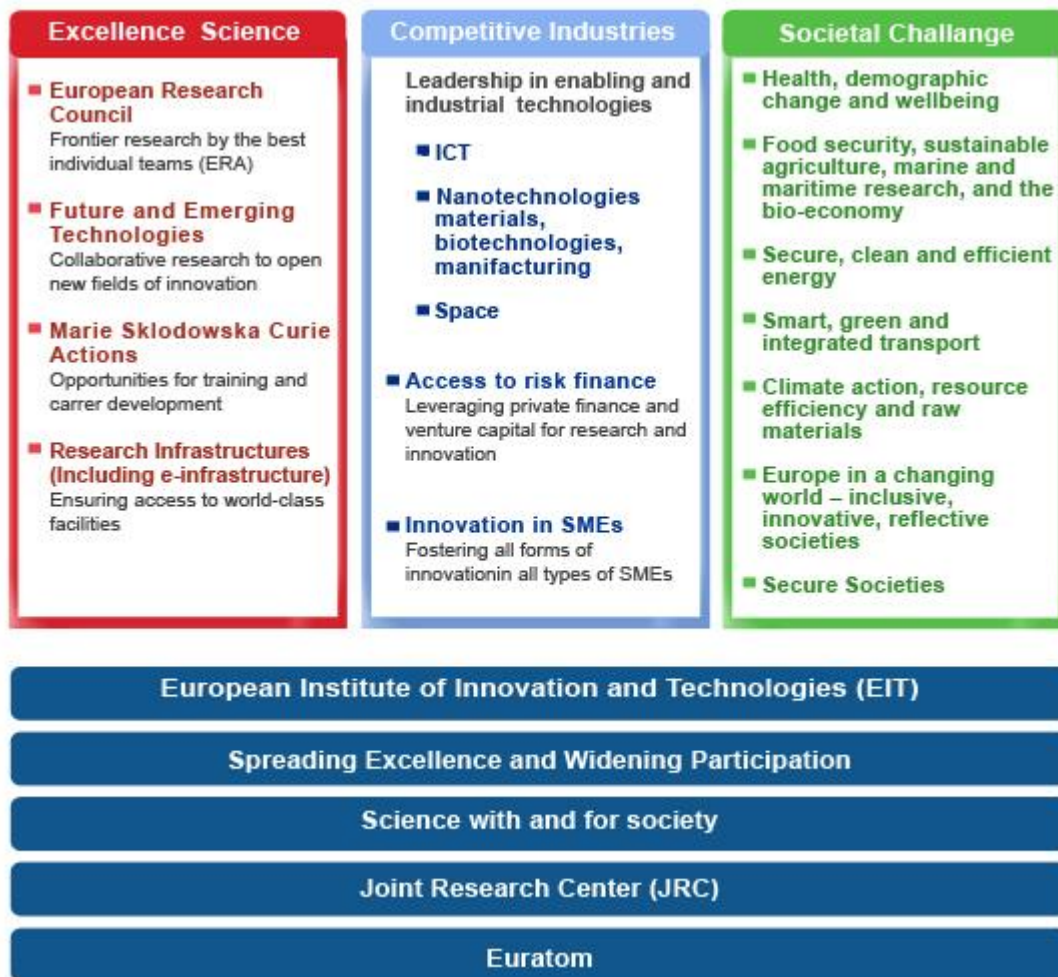 Excellence Science
European Research
Council
Frontier research by the best
individual teams (ERA)
Future and Emerging
Technologies
Collaborative research to open
new fields of innovation
Marie Sklodowska Curie
Actions
Opportunities for training and
carrer development
Research Infrastructures
(Including e-infrastructure)
Ensuring access to world-class
facilities
Competitive Industries
Leadership in enabling and
industrial technologies
ICT
Nanotechnologies
materials,
biotechnologies,
manifacturing
Space
Access to risk finance
Leveraging private finance and
venture capital for research and
innovation
Innovation in SMEs
Fostering all forms of
innovationin all types of SMEs
Societal Challange
Health, demographic
change and wellbeing
Food security, sustainable
agriculture, marine and
maritime research, and the
bio-economy
Secure, clean and efficient
energy
Smart, green and
integrated transport
Climate action, resource
efficiency and raw
materials
Europe in a changing
world – inclusive,
innovative, reflective
societies
Secure Societies
European Institute of Innovation and Technologies (EIT)
Spreading Excellence and Widening Participation
Science with and for society
Joint Research Center (JRC)
Euratom